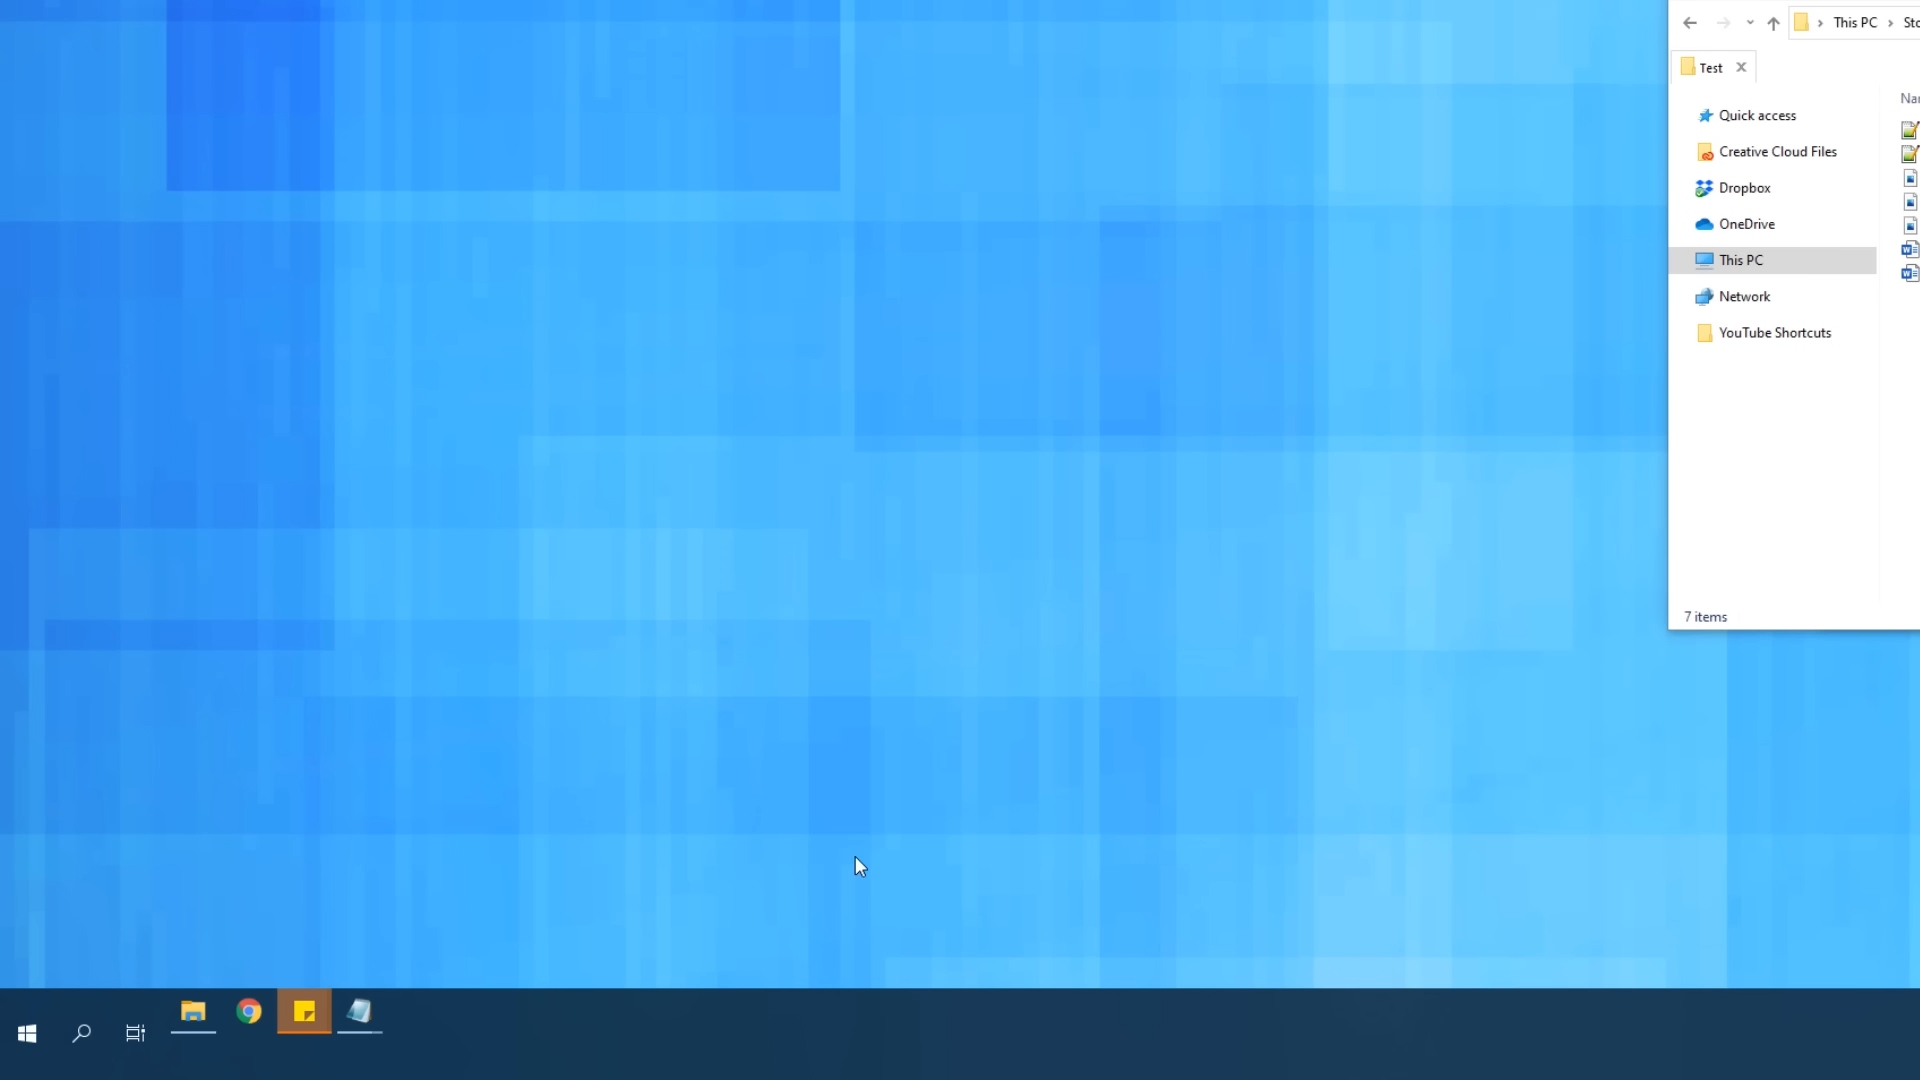 This PC
Test
Quick access
Creative Cloud Files
Dropbox
OneDrive
This PC
Network
YouTube Shortcuts
7 items